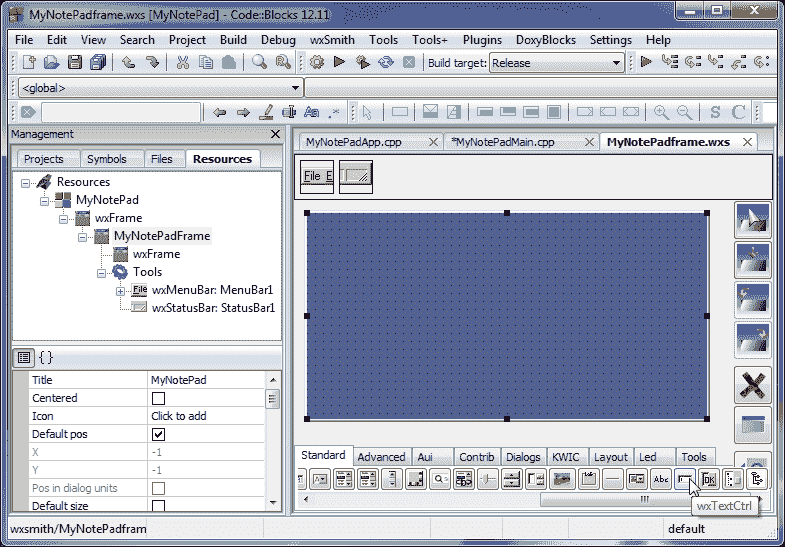 MyNotePadframe.wxs [MyNotePad] - Code::Blocks 12.11
File Edit View Search Project Build Debug wxSmith Tools Tools+ Plugins DoxyBlocks Settings Help
Build target: Release
<global>
Aa .*
S C
Management
Projects Symbols Files Resources
MyNotePadApp.cpp *MyNotePadMain.cpp MyNotePadframe.wxs
File E
Resources
MyNotePad
wxFrame
MyNotePadFrame
wxFrame
Tools
File wxMenuBar: MenuBar1
wxStatusBar: StatusBar1
{}
Title MyNotePad
Centered
Icon Click to add
Default pos
X -1
Y -1
Pos in dialog units
Default size
Standard Advanced Aui Contrib Dialogs KWIC Layout Led Tools
Abc OK
wxTextCtrl
wxsmith/MyNotePadfram default